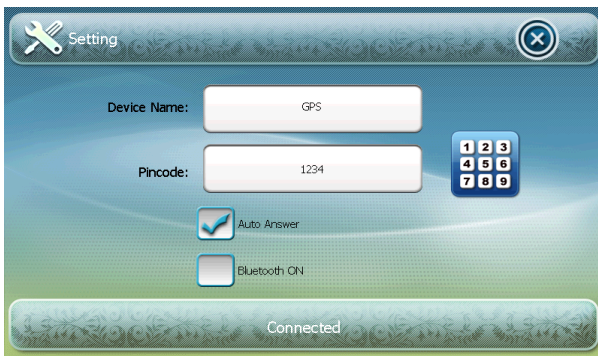 Setting
Device Name:
GPS
Pincode:
1234
1 2 3
4 5 6
7 8 9
Auto Answer
Bluetooth ON
Connected